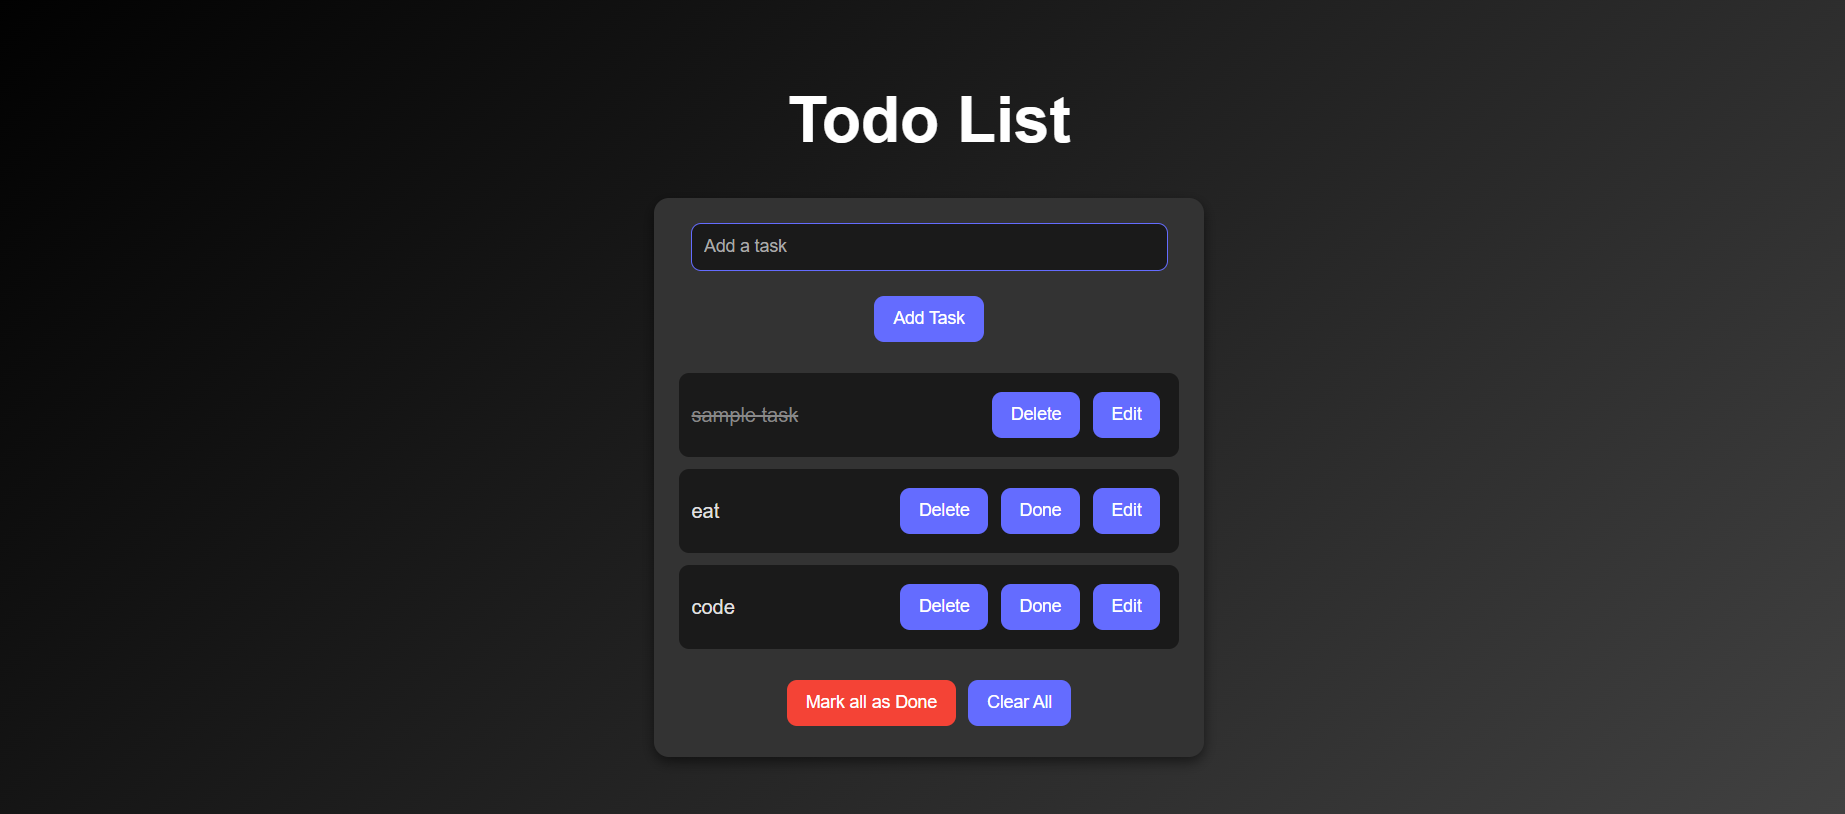 Todo List
Add a task
Add Task
sample task Delete Edit
eat Delete Done Edit
code Delete Done Edit
Mark all as Done Clear All